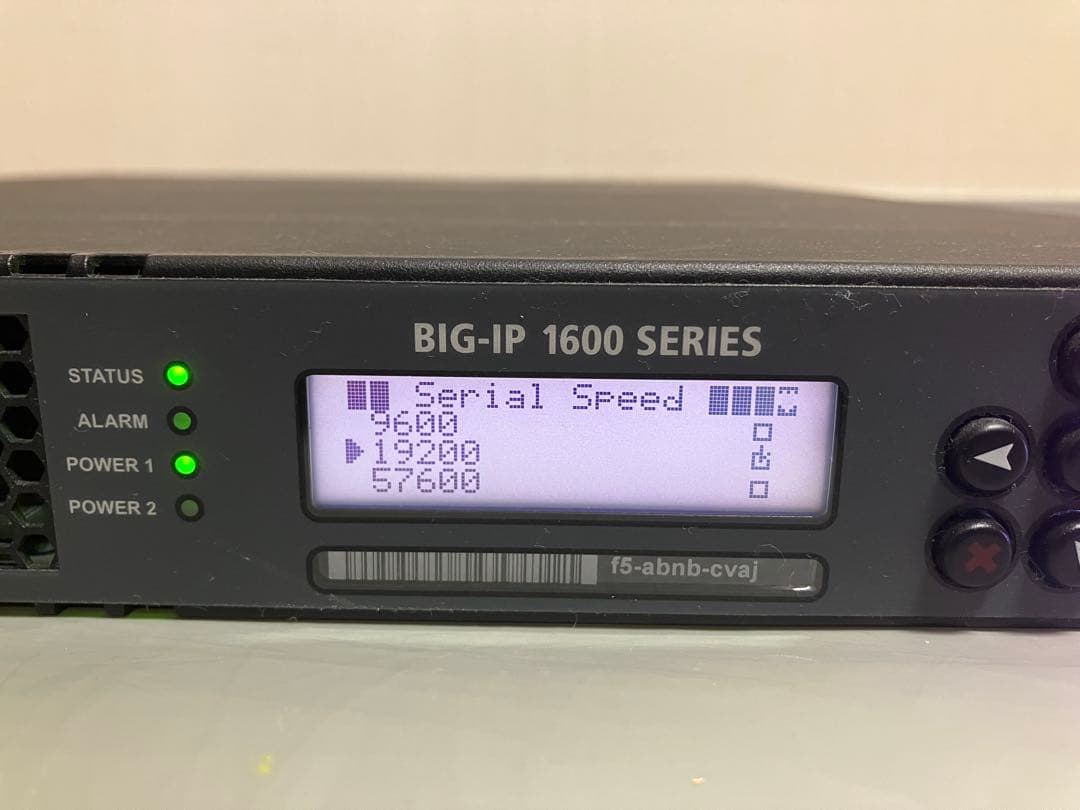 BIG-IP 1600 SERIES
STATUS
ALARM
POWER 1
POWER 2
Serial Speed
9600
19200
57600
f5-abnb-cvaj